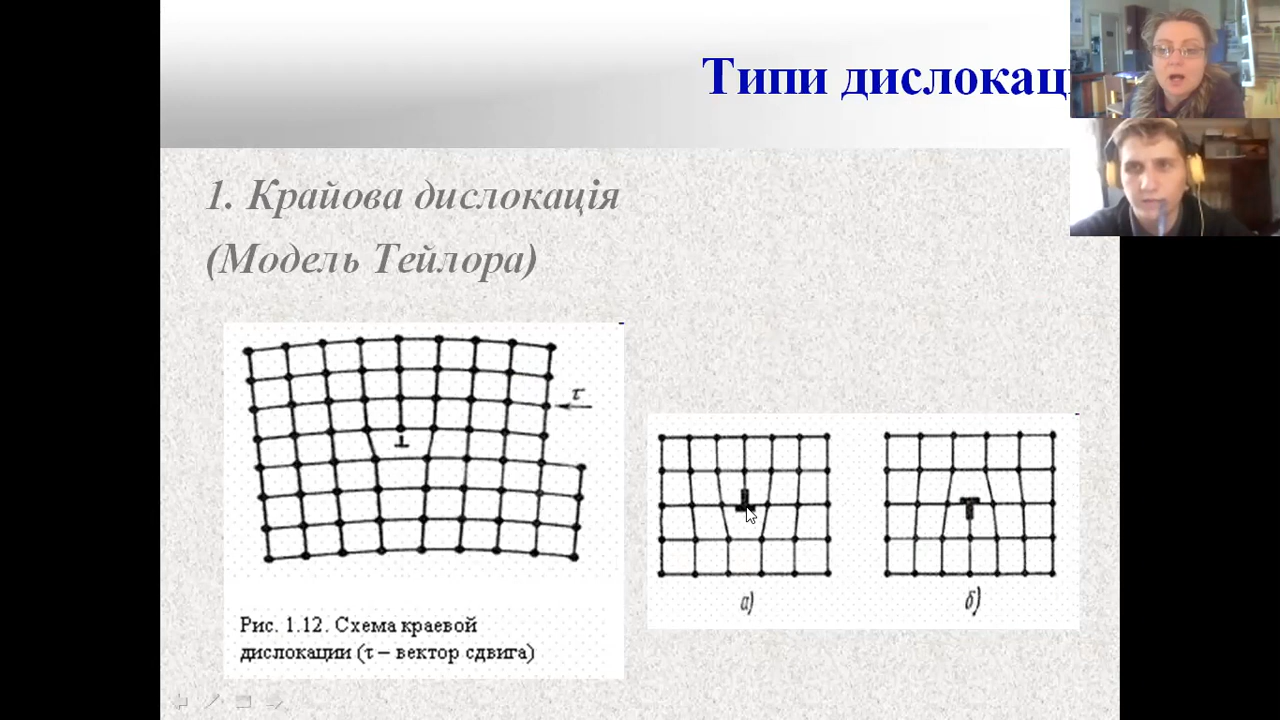 Типи дислокац
1. Крайова дислокація
(Модель Тейлора)
τ
а)
б)
Рис. 1.12. Схема краевой
дислокации (τ – вектор сдвига)